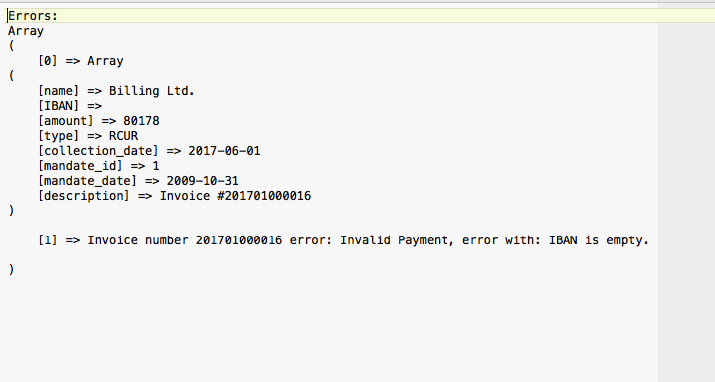 Errors:
Array
(
[0] => Array
(
[name] => Billing Ltd.
[IBAN] =>
[amount] => 80178
[type] => RCUR
[collection_date] => 2017-06-01
[mandate_id] => 1
[mandate_date] => 2009-10-31
[description] => Invoice #201701000016
)
[1] => Invoice number 201701000016 error: Invalid Payment, error with: IBAN is empty.
)